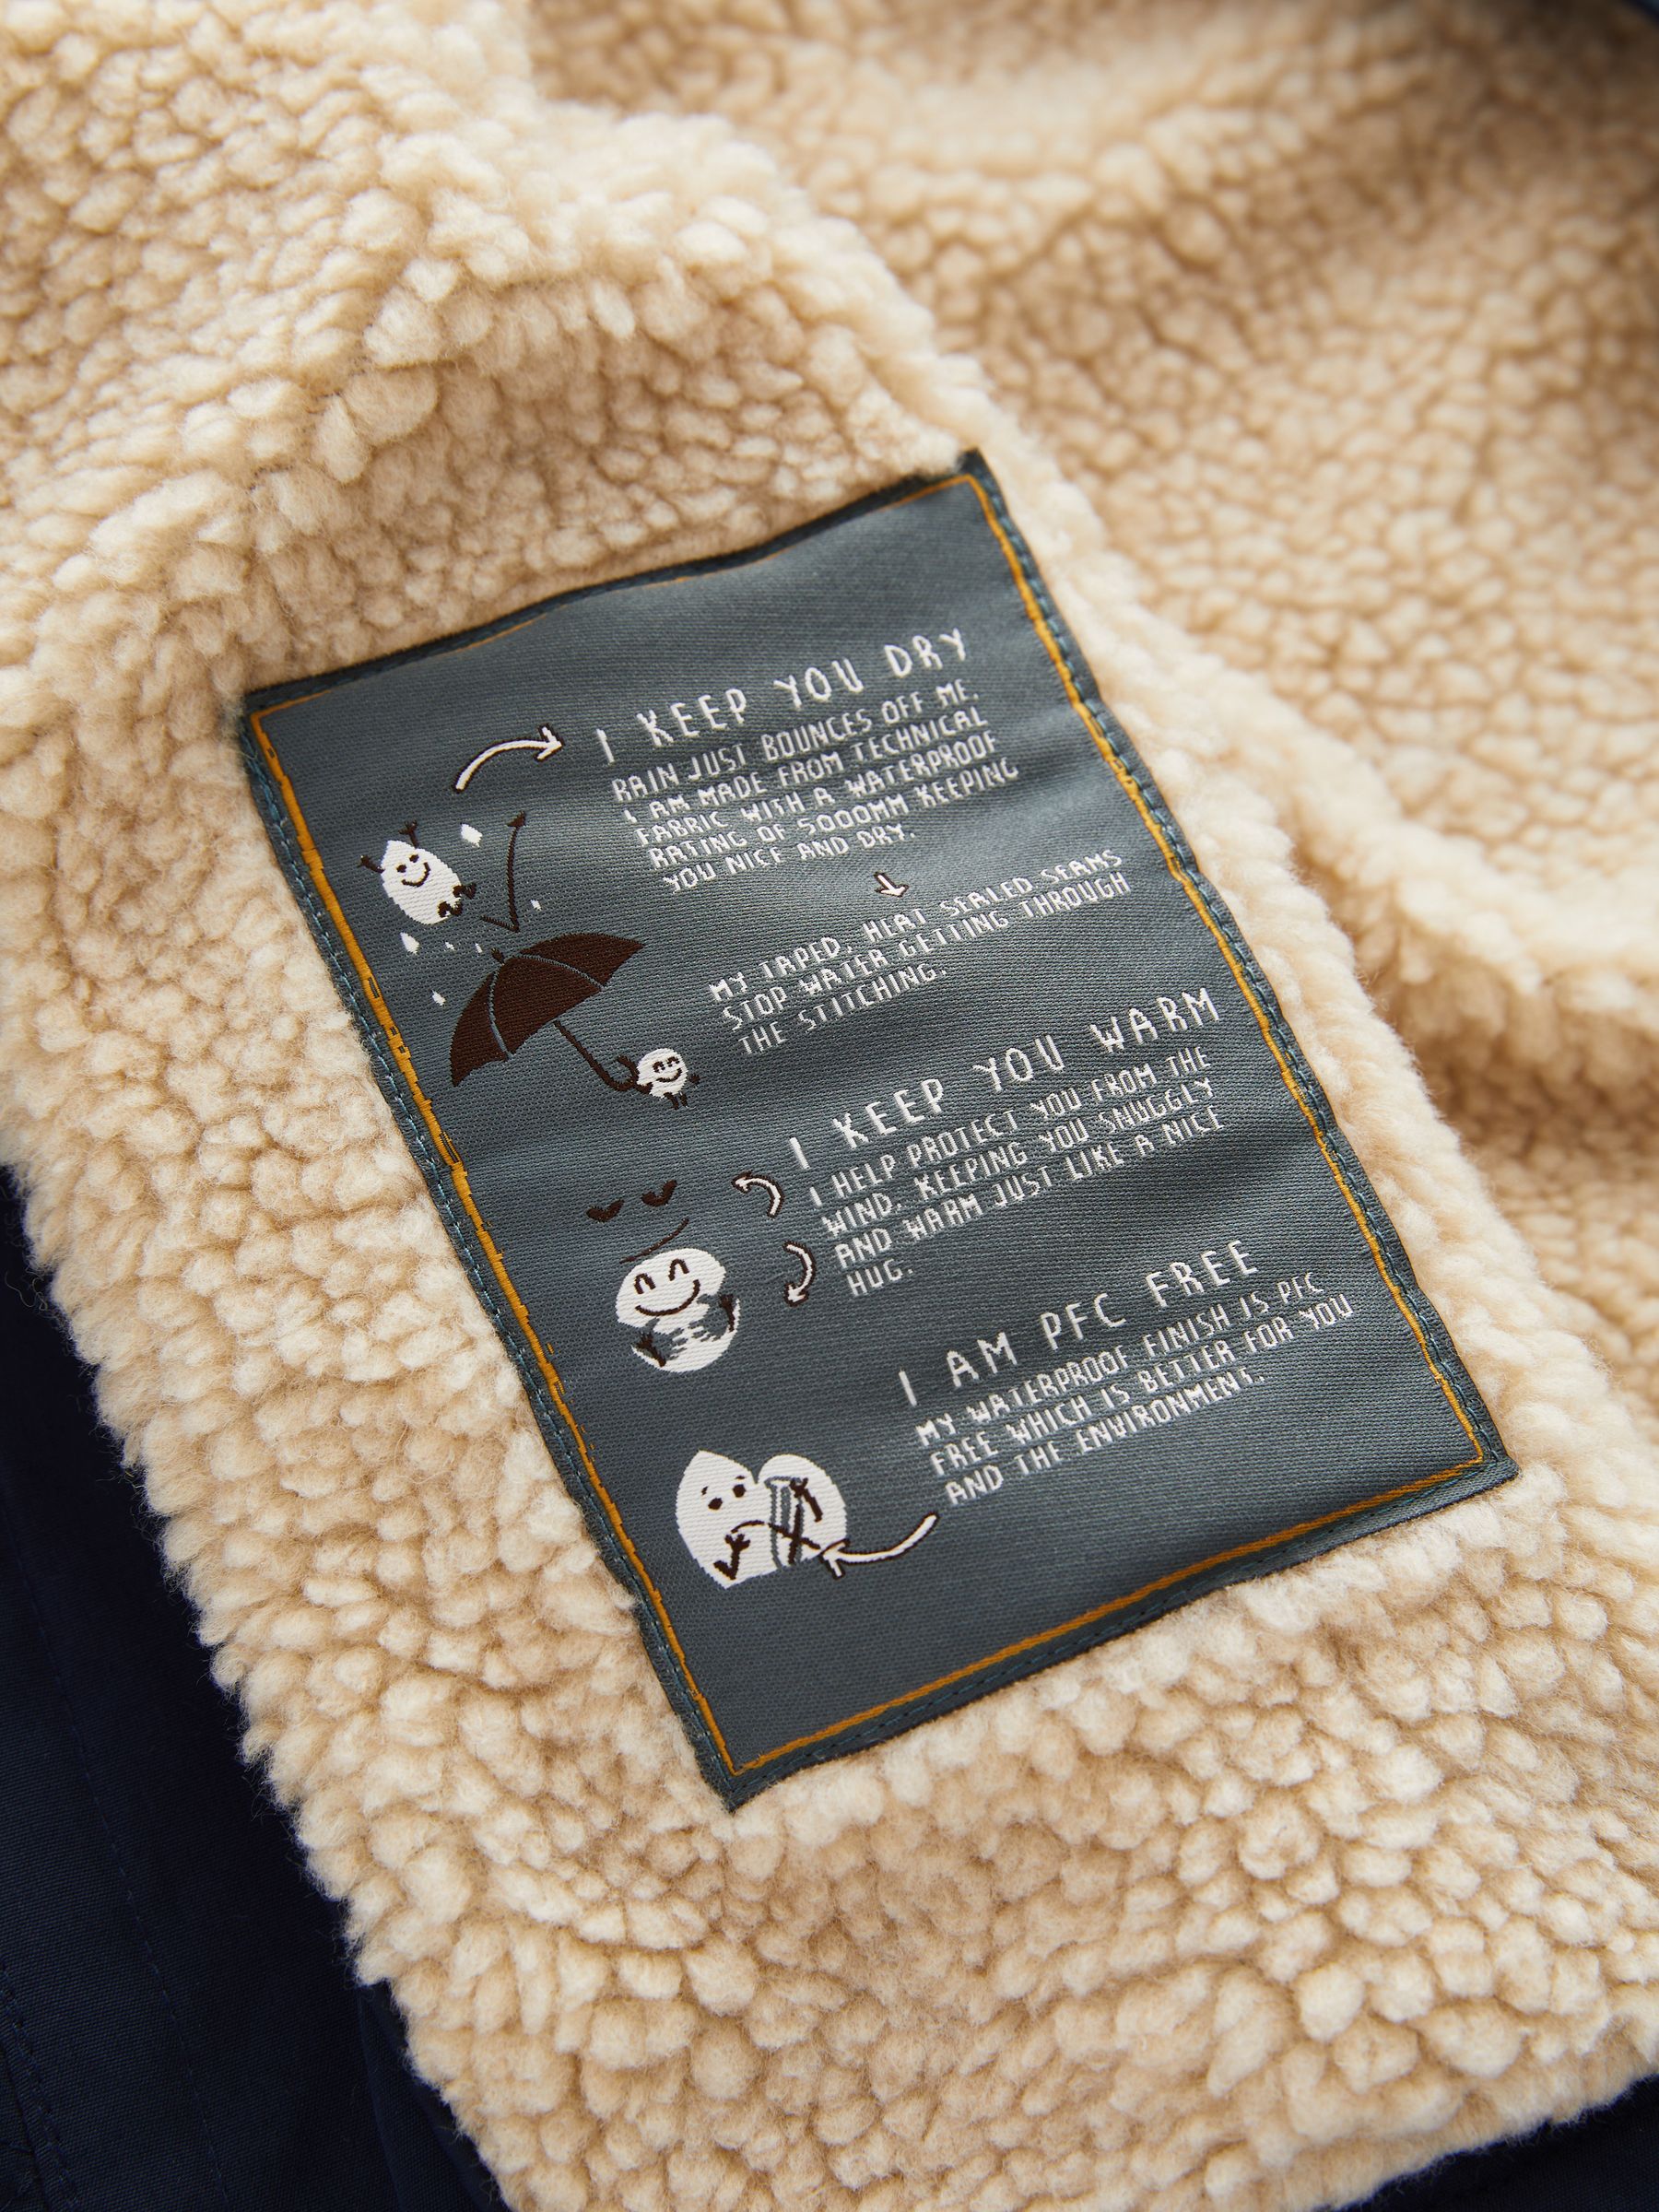 I KEEP YOU DRY
RAIN JUST BOUNCES OFF ME.
I AM MADE FROM TECHNICAL
FABRIC WITH A WATERPROOF
RATING OF 5000MM KEEPING
YOU NICE AND DRY.
MY TAPED, HEAT SEALED SEAMS
STOP WATER GETTING THROUGH
THE STITCHING.
I KEEP YOU WARM
I HELP PROTECT YOU FROM THE
WIND, KEEPING YOU SNUGGLY
AND WARM JUST LIKE A NICE
HUG.
I AM PFC FREE
MY WATERPROOF FINISH IS PFC
FREE WHICH IS BETTER FOR YOU
AND THE ENVIRONMENT.